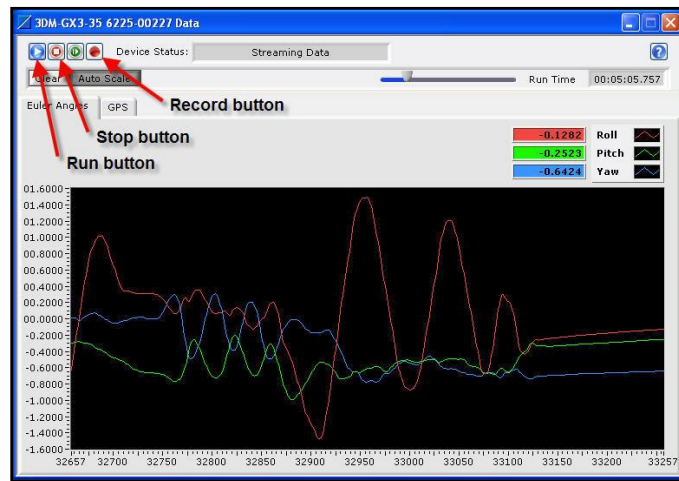 3DM-GX3-35 6225-00227 Data
Device Status: Streaming Data
Clear Auto Scale Run Time 00:05:05.757
Record button
Euler Angles GPS
Stop button
Run button
-0.1282 Roll
-0.2523 Pitch
-0.6424 Yaw
01.6000
01.4000
01.2000
01.0000
00.8000
00.6000
00.4000
00.2000
00.0000
-0.2000
-0.4000
-0.6000
-0.8000
-1.0000
-1.2000
-1.4000
-1.6000
32657 32700 32750 32800 32850 32900 32950 33000 33050 33100 33150 33200 33257